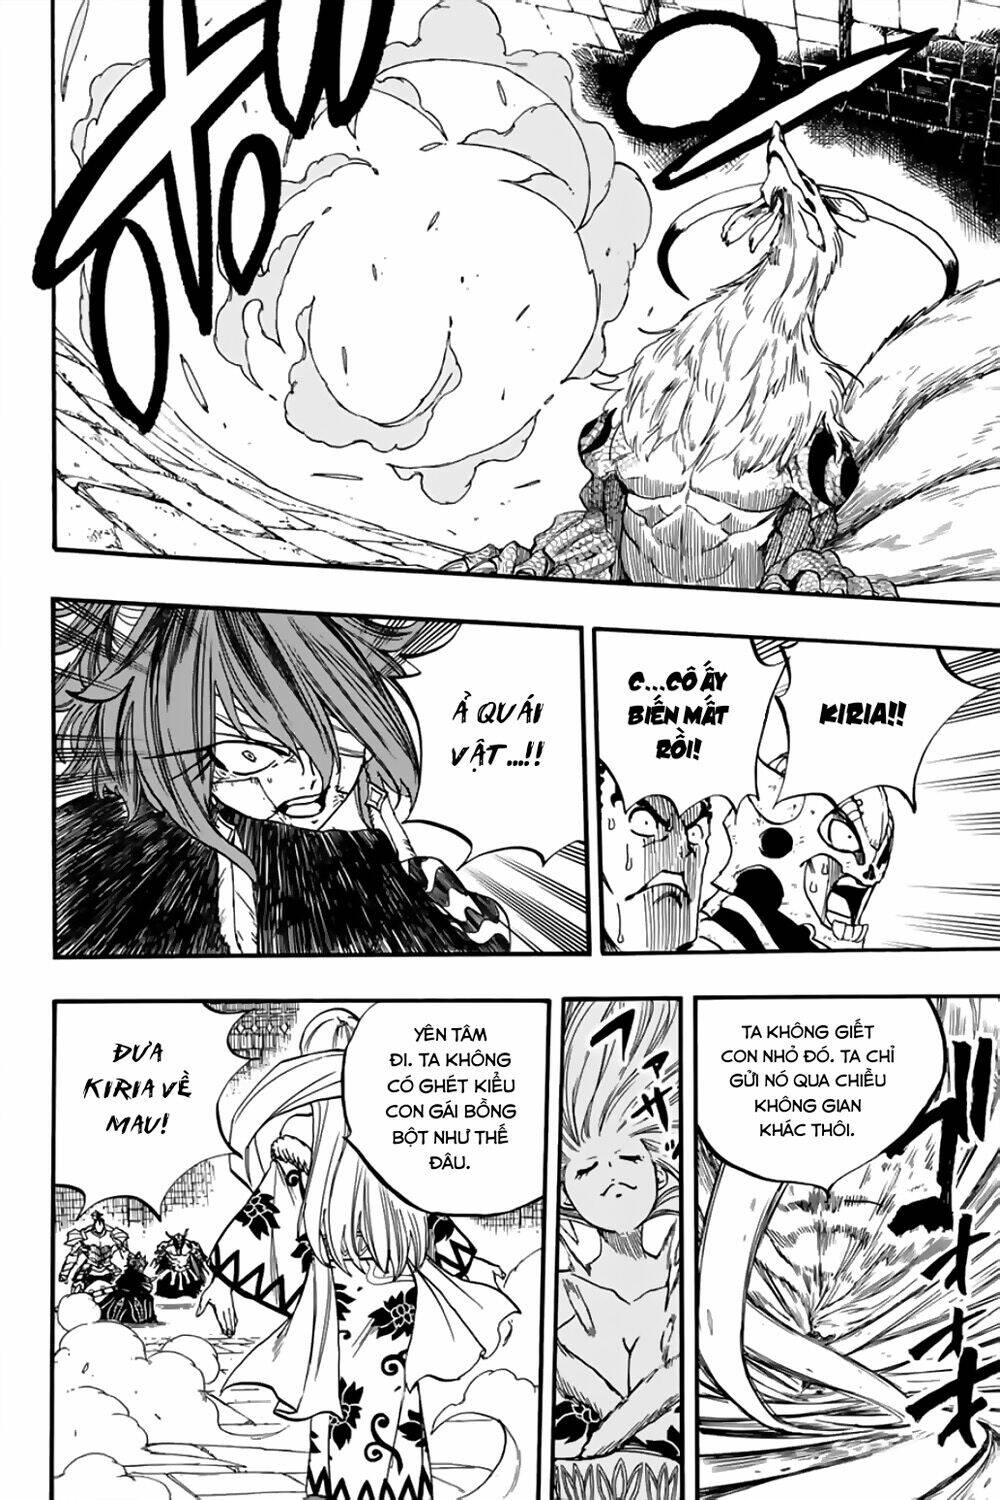 KIRIA!!
C...CÔ ẤY
BIẾN MẤT
RỒI!
Ả QUÁI
VẬT...!!
TA KHÔNG GIẾT
CON NHỎ ĐÓ. TA CHỈ
GỬI NÓ QUA CHIỀU
KHÔNG GIAN
KHÁC THÔI.
YÊN TÂM
ĐI. TA KHÔNG
CÓ GHÉT KIỂU
CON GÁI BỒNG
BỘT NHƯ THẾ
ĐÂU.
ĐƯA
KIRIA VỀ
MAU!